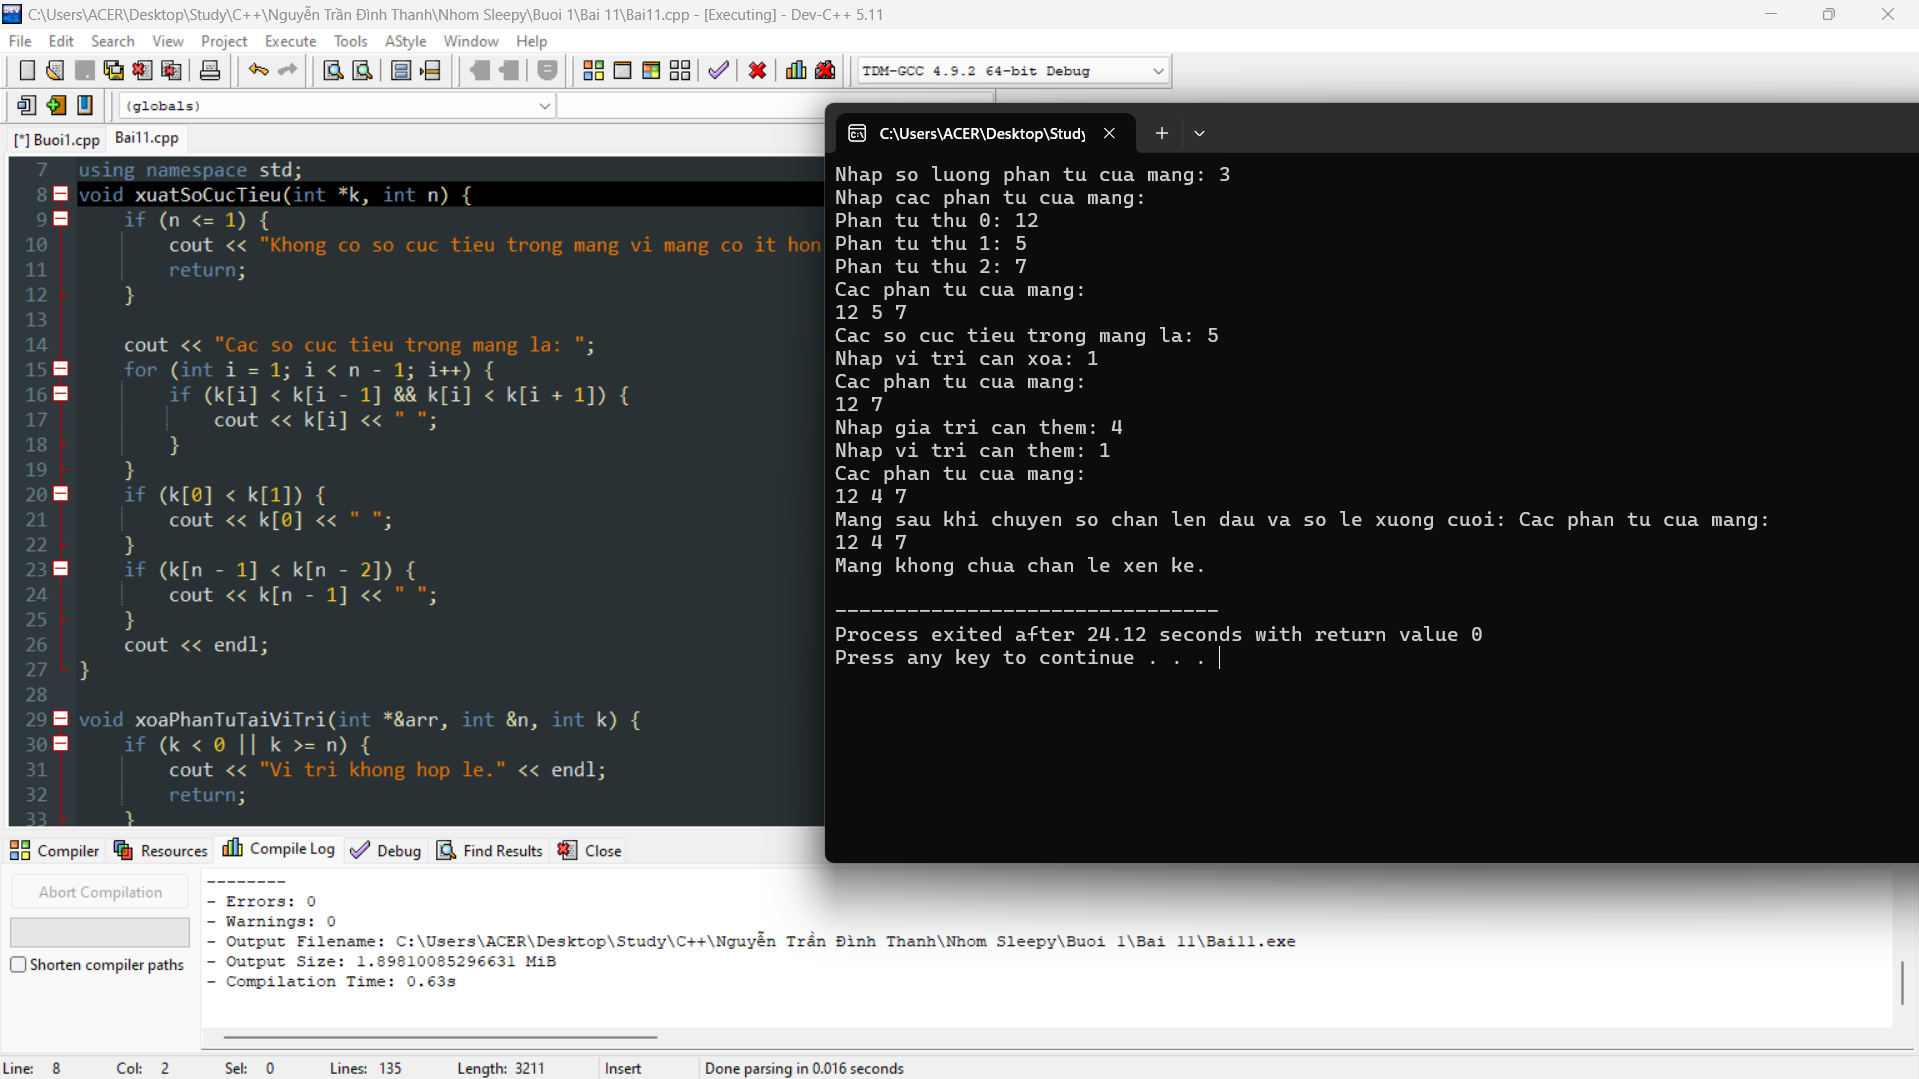 C:\Users\ACER\Desktop\Study\C++\Nguyễn Trần Đình Thanh\Nhom Sleepy\Buoi 1\Bai 11\Bai11.cpp - [Executing] - Dev-C++ 5.11
File Edit Search View Project Execute Tools AStyle Window Help
TDM-GCC 4.9.2 64-bit Debug
(globals)
[*] Buoi1.cpp Bai11.cpp
7 using namespace std;
8 void xuatSoCucTieu(int *k, int n) {
9 if (n <= 1) {
10 cout << "Khong co so cuc tieu trong mang vi mang co it hon
11 return;
12 }
13
14 cout << "Cac so cuc tieu trong mang la: ";
15 for (int i = 1; i < n - 1; i++) {
16 if (k[i] < k[i - 1] && k[i] < k[i + 1]) {
17 cout << k[i] << " ";
18 }
19 }
20 if (k[0] < k[1]) {
21 cout << k[0] << " ";
22 }
23 if (k[n - 1] < k[n - 2]) {
24 cout << k[n - 1] << " ";
25 }
26 cout << endl;
27 }
28
29 void xoaPhanTuTaiViTri(int *&arr, int &n, int k) {
30 if (k < 0 || k >= n) {
31 cout << "Vi tri khong hop le." << endl;
32 return;
33 }
C:\Users\ACER\Desktop\Study
Nhap so luong phan tu cua mang: 3
Nhap cac phan tu cua mang:
Phan tu thu 0: 12
Phan tu thu 1: 5
Phan tu thu 2: 7
Cac phan tu cua mang:
12 5 7
Cac so cuc tieu trong mang la: 5
Nhap vi tri can xoa: 1
Cac phan tu cua mang:
12 7
Nhap gia tri can them: 4
Nhap vi tri can them: 1
Cac phan tu cua mang:
12 4 7
Mang sau khi chuyen so chan len dau va so le xuong cuoi: Cac phan tu cua mang:
12 4 7
Mang khong chua chan le xen ke.
--------------------------------
Process exited after 24.12 seconds with return value 0
Press any key to continue . . .
Compiler Resources Compile Log Debug Find Results Close
Abort Compilation
Shorten compiler paths
--------
- Errors: 0
- Warnings: 0
- Output Filename: C:\Users\ACER\Desktop\Study\C++\Nguyễn Trần Đình Thanh\Nhom Sleepy\Buoi 1\Bai 11\Bai11.exe
- Output Size: 1.89810085296631 MiB
- Compilation Time: 0.63s
Line: 8 Col: 2 Sel: 0 Lines: 135 Length: 3211 Insert Done parsing in 0.016 seconds